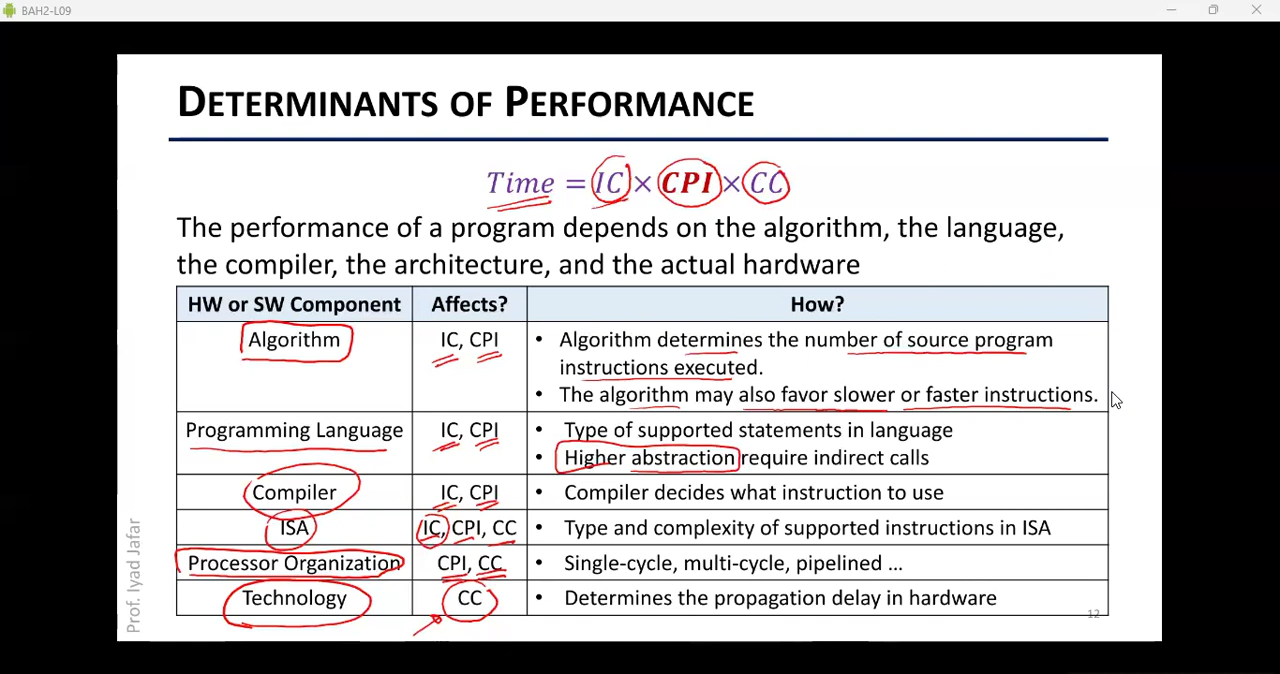 BAH2-L09
DETERMINANTS OF PERFORMANCE
Time = IC × CPI × CC
The performance of a program depends on the algorithm, the language,
the compiler, the architecture, and the actual hardware
HW or SW Component Affects? How?
Algorithm IC, CPI • Algorithm determines the number of source program
instructions executed.
• The algorithm may also favor slower or faster instructions.
Programming Language IC, CPI • Type of supported statements in language
• Higher abstraction require indirect calls
Compiler IC, CPI • Compiler decides what instruction to use
ISA IC, CPI, CC • Type and complexity of supported instructions in ISA
Processor Organization CPI, CC • Single-cycle, multi-cycle, pipelined ...
Technology CC • Determines the propagation delay in hardware
12
Prof. Iyad Jafar